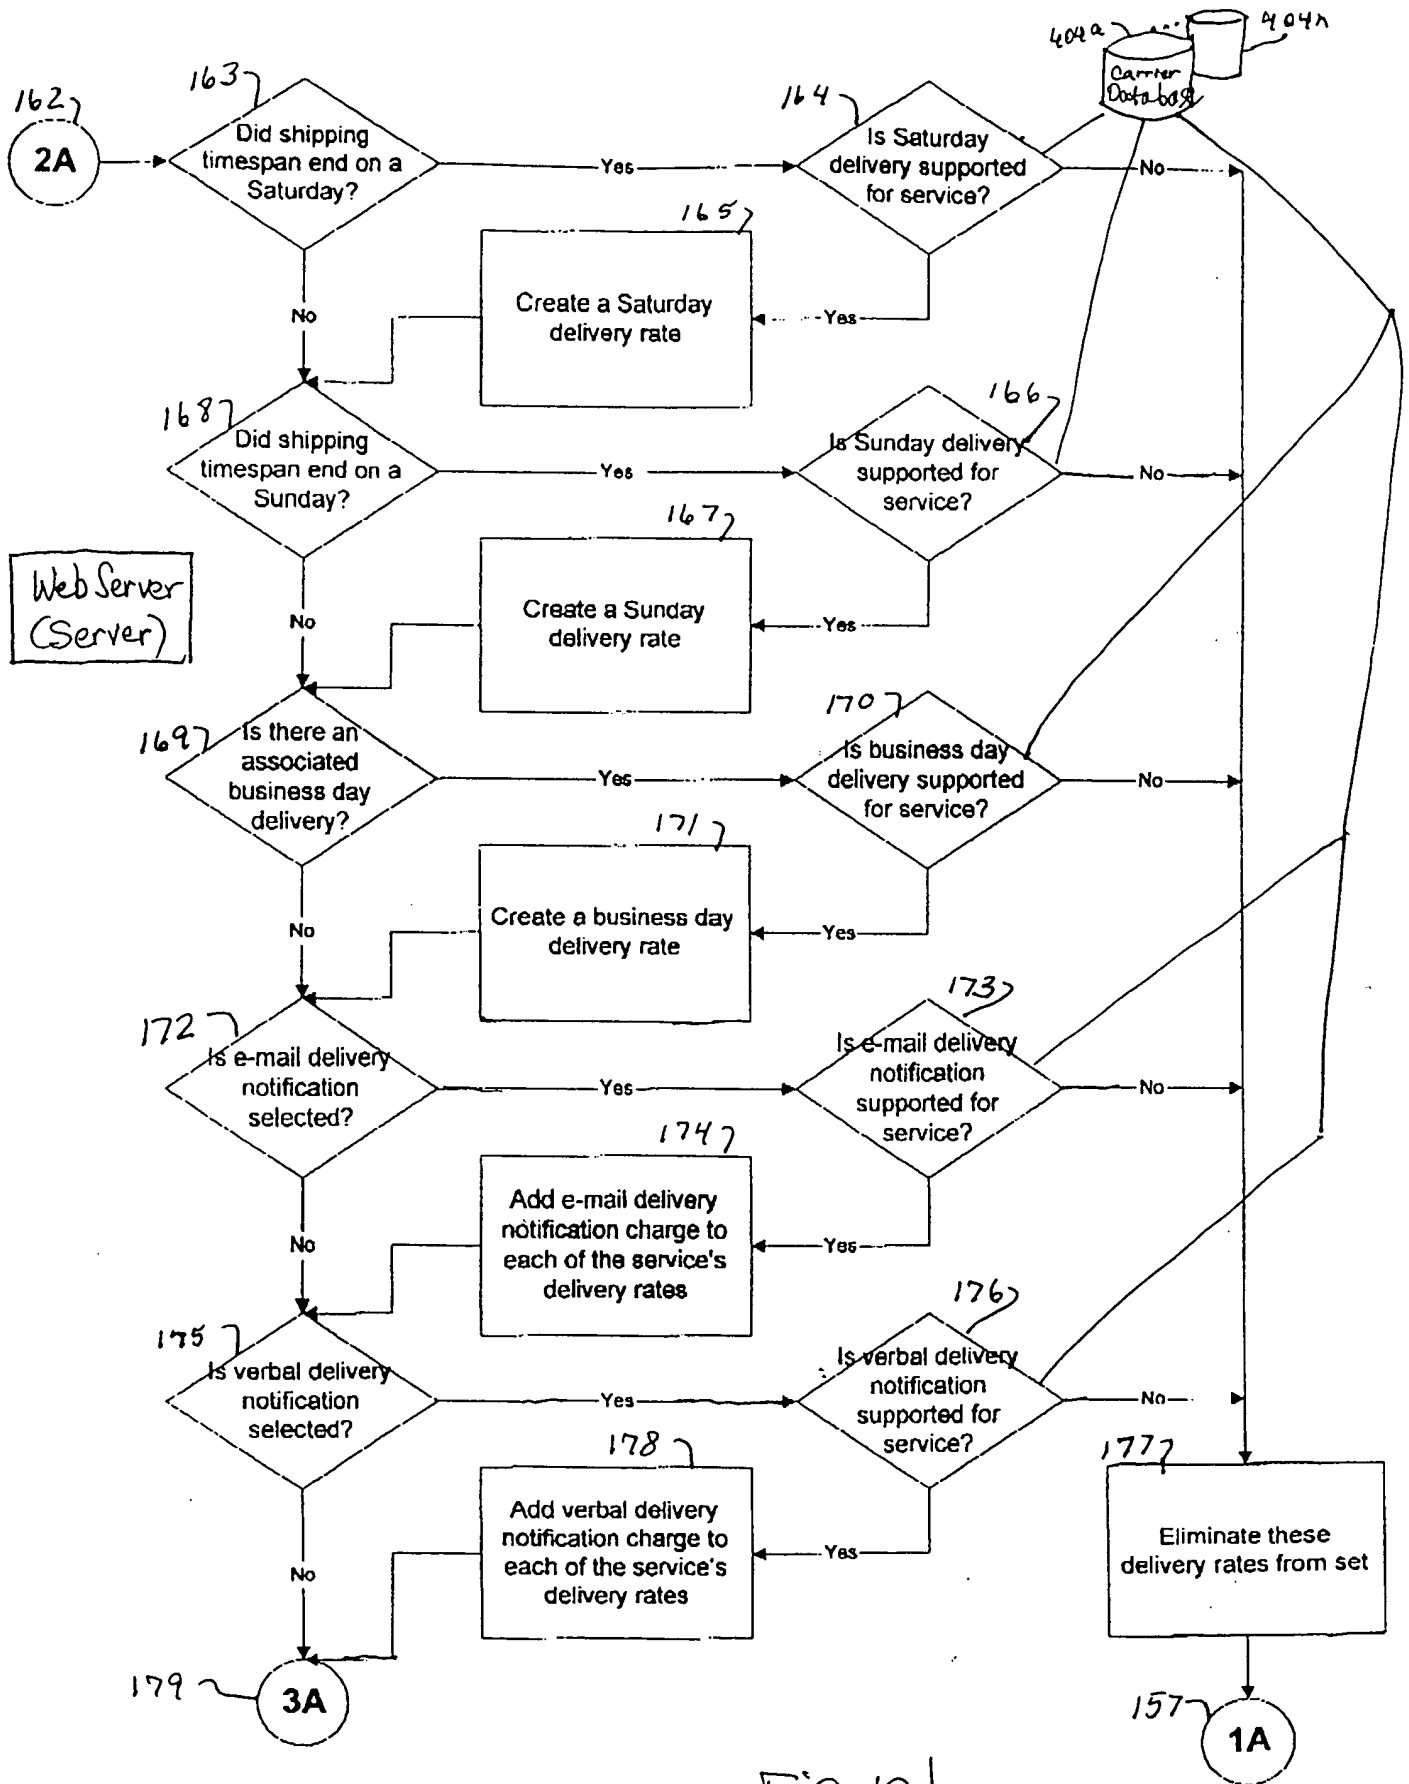 404a
...
404n
Carrier
Database
162
2A
163
Did shipping
timespan end on a
Saturday?
Yes
164
Is Saturday
delivery supported
for service?
No
165
Create a Saturday
delivery rate
Yes
No
168
Did shipping
timespan end on a
Sunday?
Yes
166
Is Sunday delivery
supported for
service?
No
Web Server
(Server)
167
Create a Sunday
delivery rate
Yes
No
169
Is there an
associated
business day
delivery?
Yes
170
Is business day
delivery supported
for service?
No
171
Create a business day
delivery rate
Yes
No
172
Is e-mail delivery
notification
selected?
Yes
173
Is e-mail delivery
notification
supported for
service?
No
174
Add e-mail delivery
notification charge to
each of the service's
delivery rates
Yes
No
175
Is verbal delivery
notification
selected?
Yes
176
Is verbal delivery
notification
supported for
service?
No
178
Add verbal delivery
notification charge to
each of the service's
delivery rates
Yes
No
177
Eliminate these
delivery rates from set
179
3A
157
1A